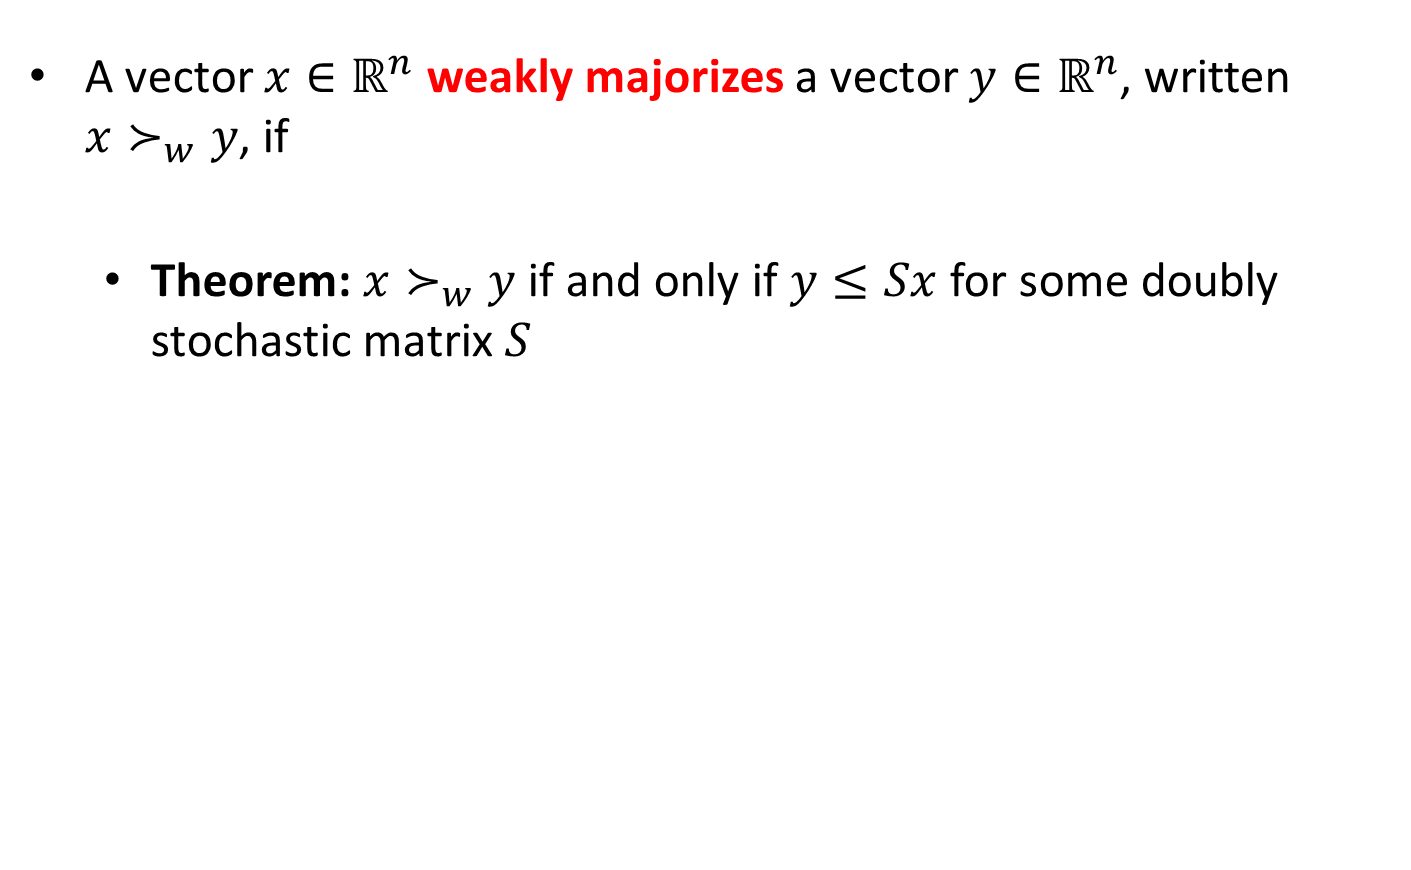 • A vector 𝑥 ∈ ℝⁿ weakly majorizes a vector 𝑦 ∈ ℝⁿ, written
𝑥 ≻_𝑤 𝑦, if
• Theorem: 𝑥 ≻_𝑤 𝑦 if and only if 𝑦 ≤ 𝑆𝑥 for some doubly
stochastic matrix 𝑆